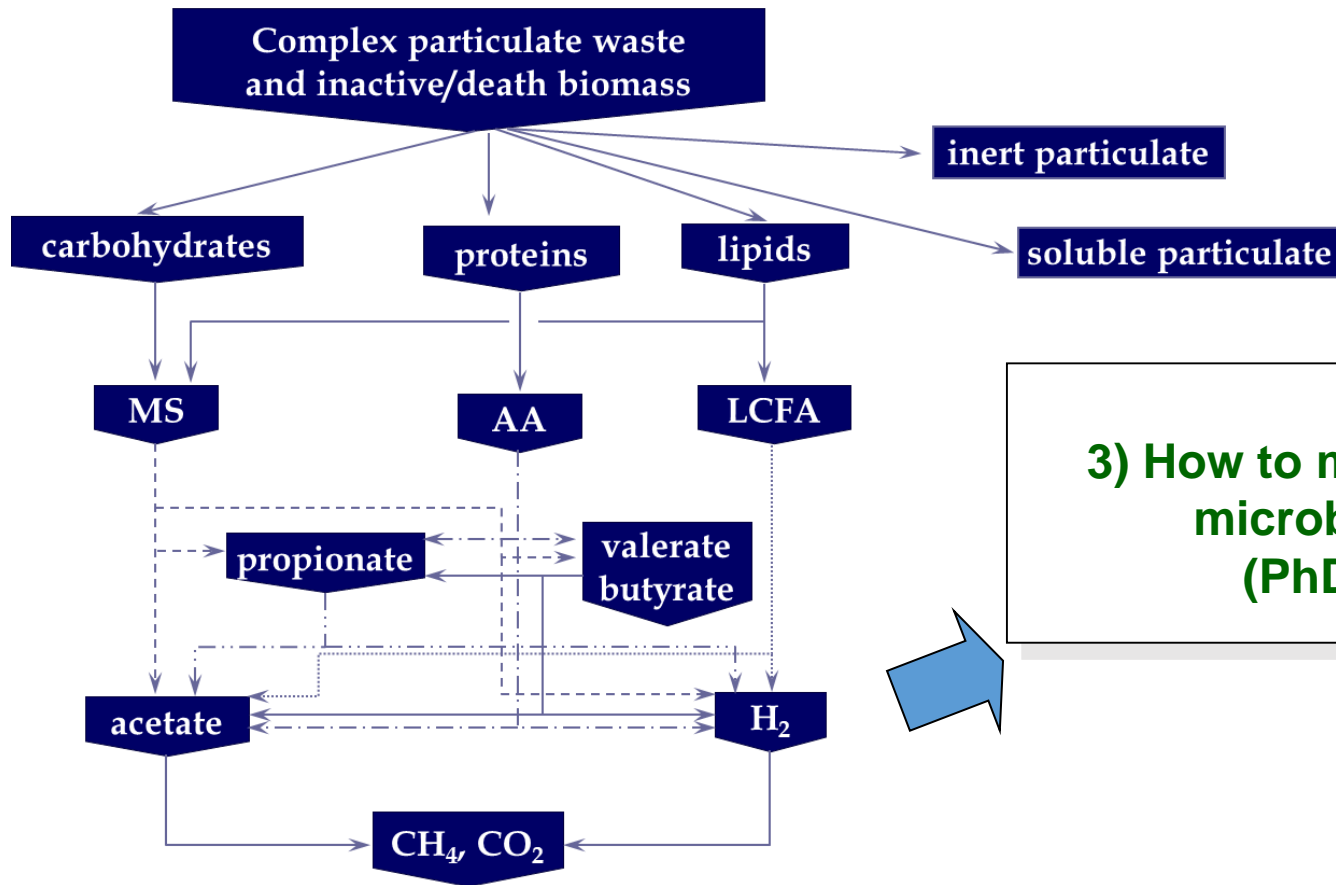 Complex particulate waste
and inactive/death biomass
inert particulate
carbohydrates
proteins
lipids
soluble particulate
MS
AA
LCFA
3) How to m
microb
(PhD
propionate
valerate
butyrate
acetate
H₂
CH₄, CO₂